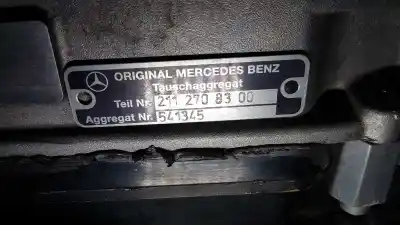 ORIGINAL MERCEDES BENZ
Tauschaggregat
Teil Nr. 211 270 83 00
Aggregat Nr. 541345